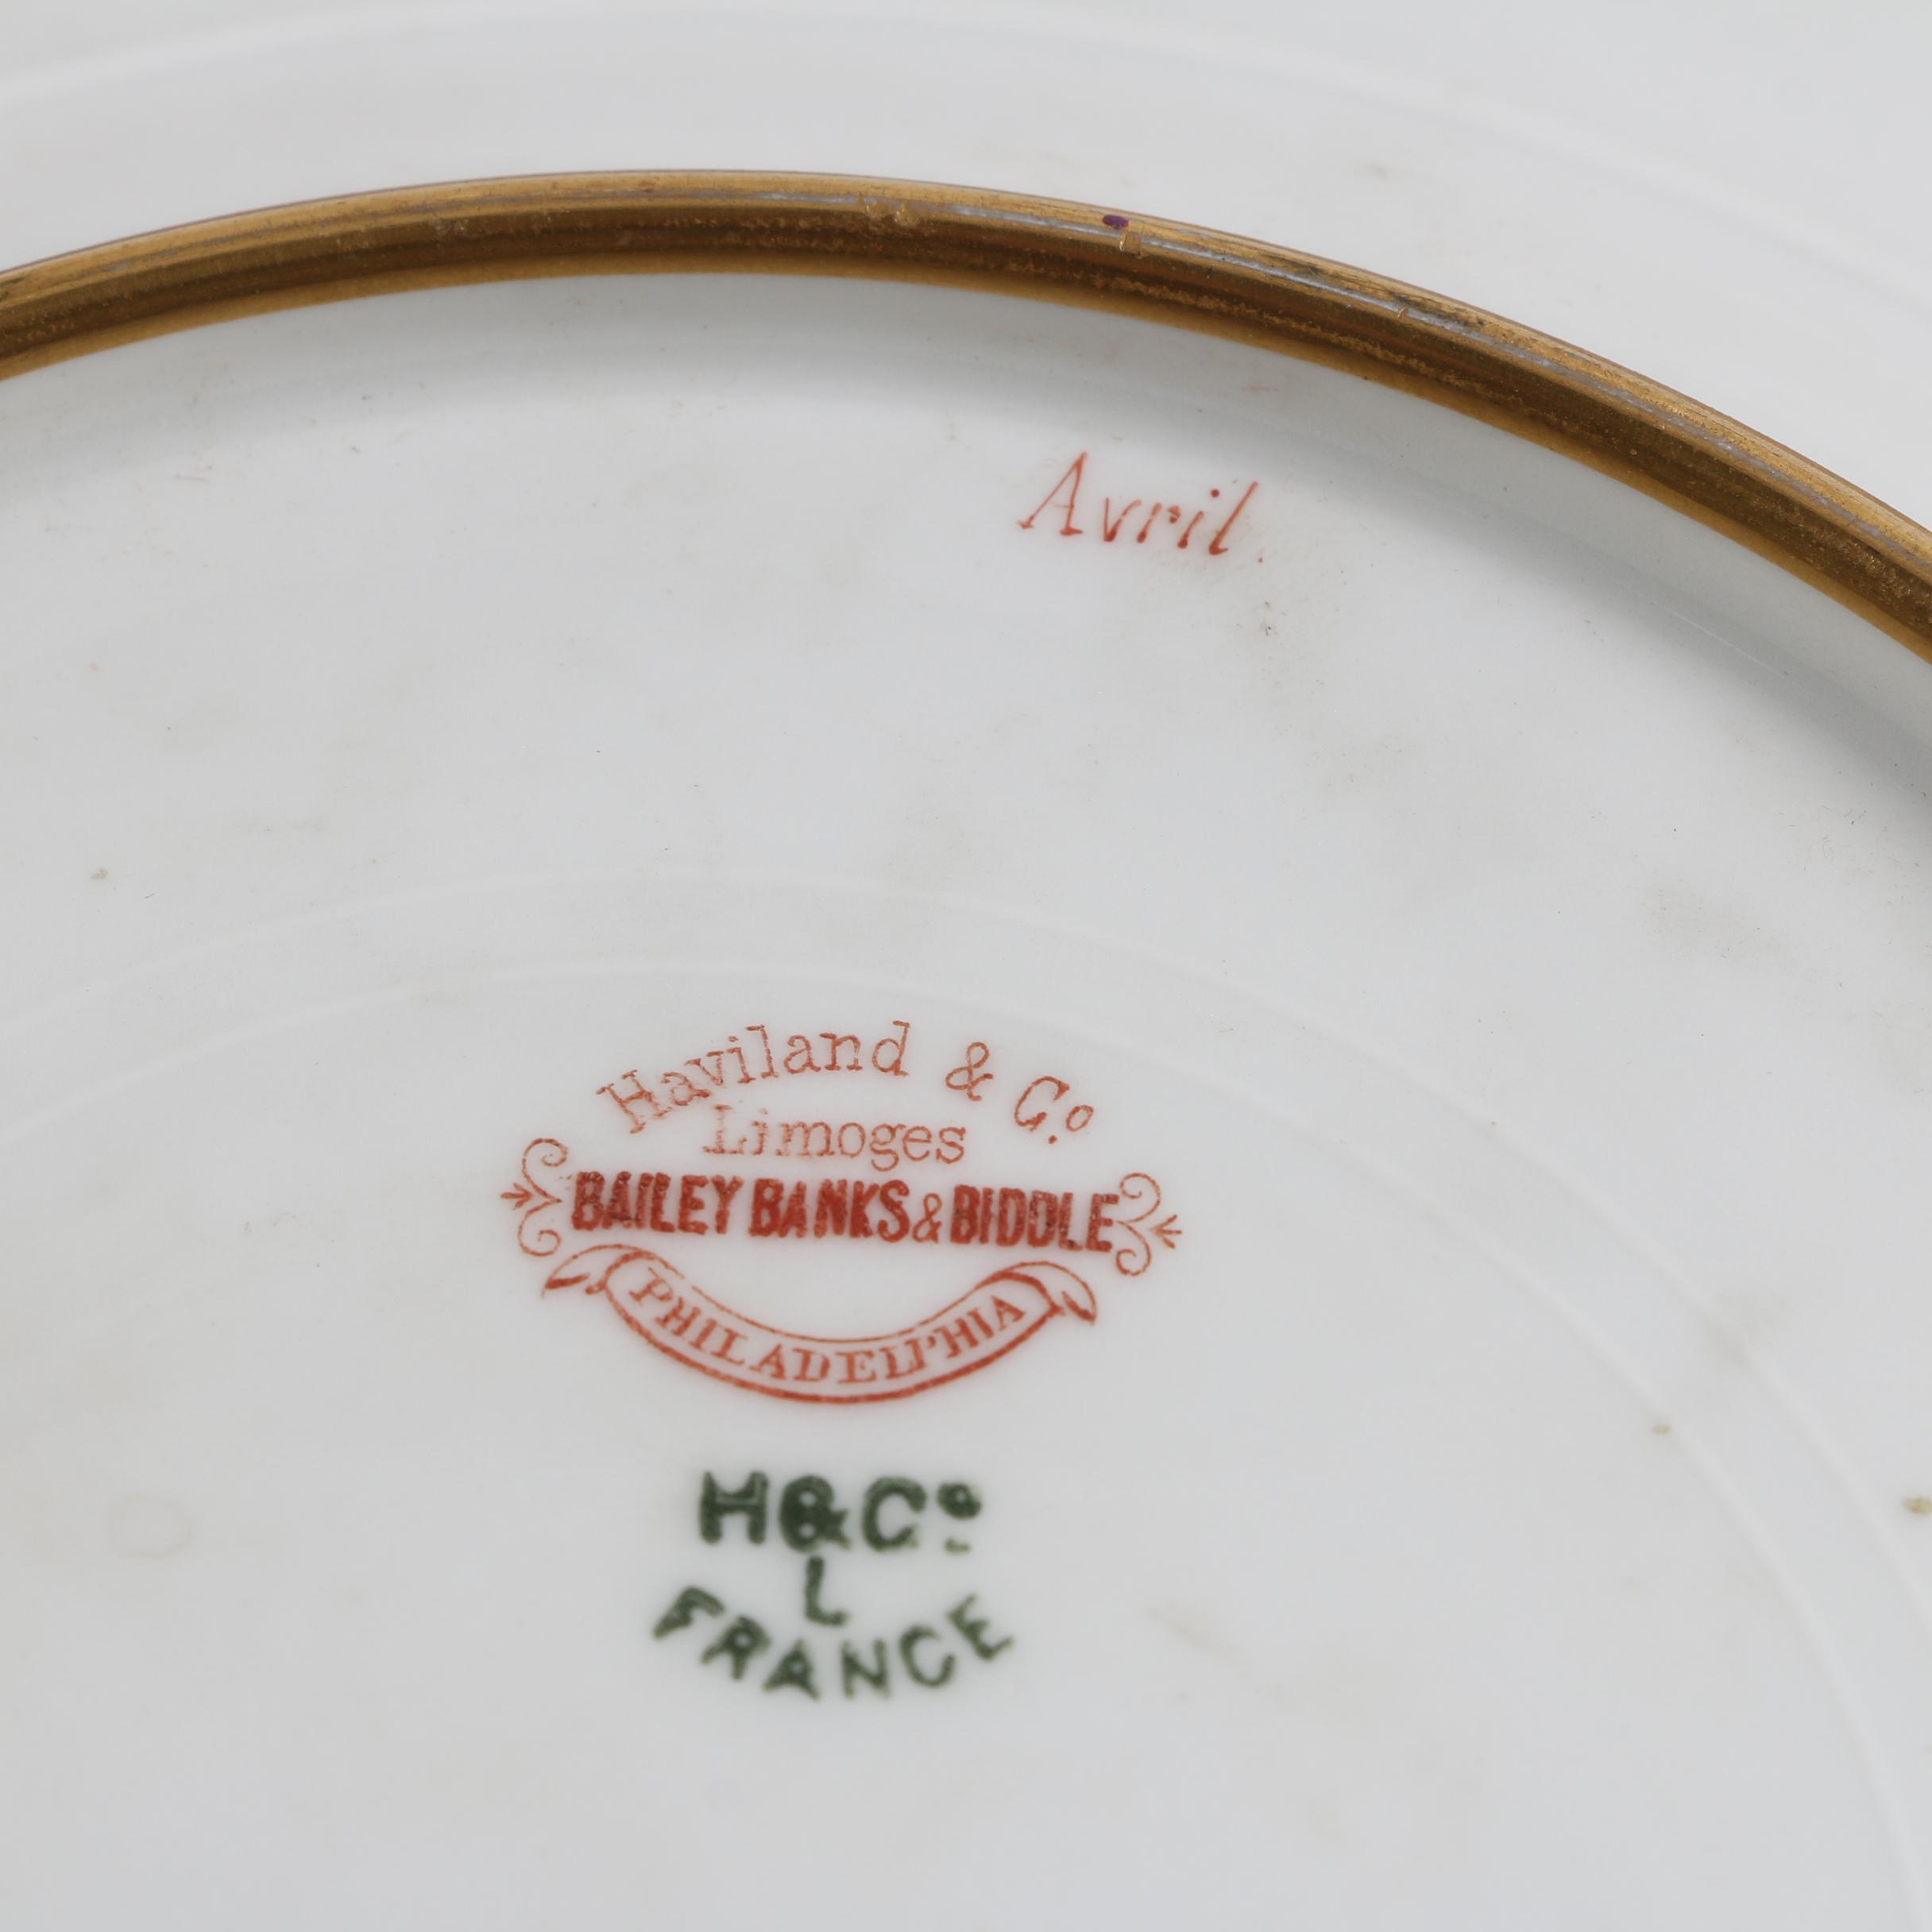 Avril.
Haviland & Co
Limoges
BAILEY BANKS & BIDDLE
PHILADELPHIA
H&Co
L
FRANCE